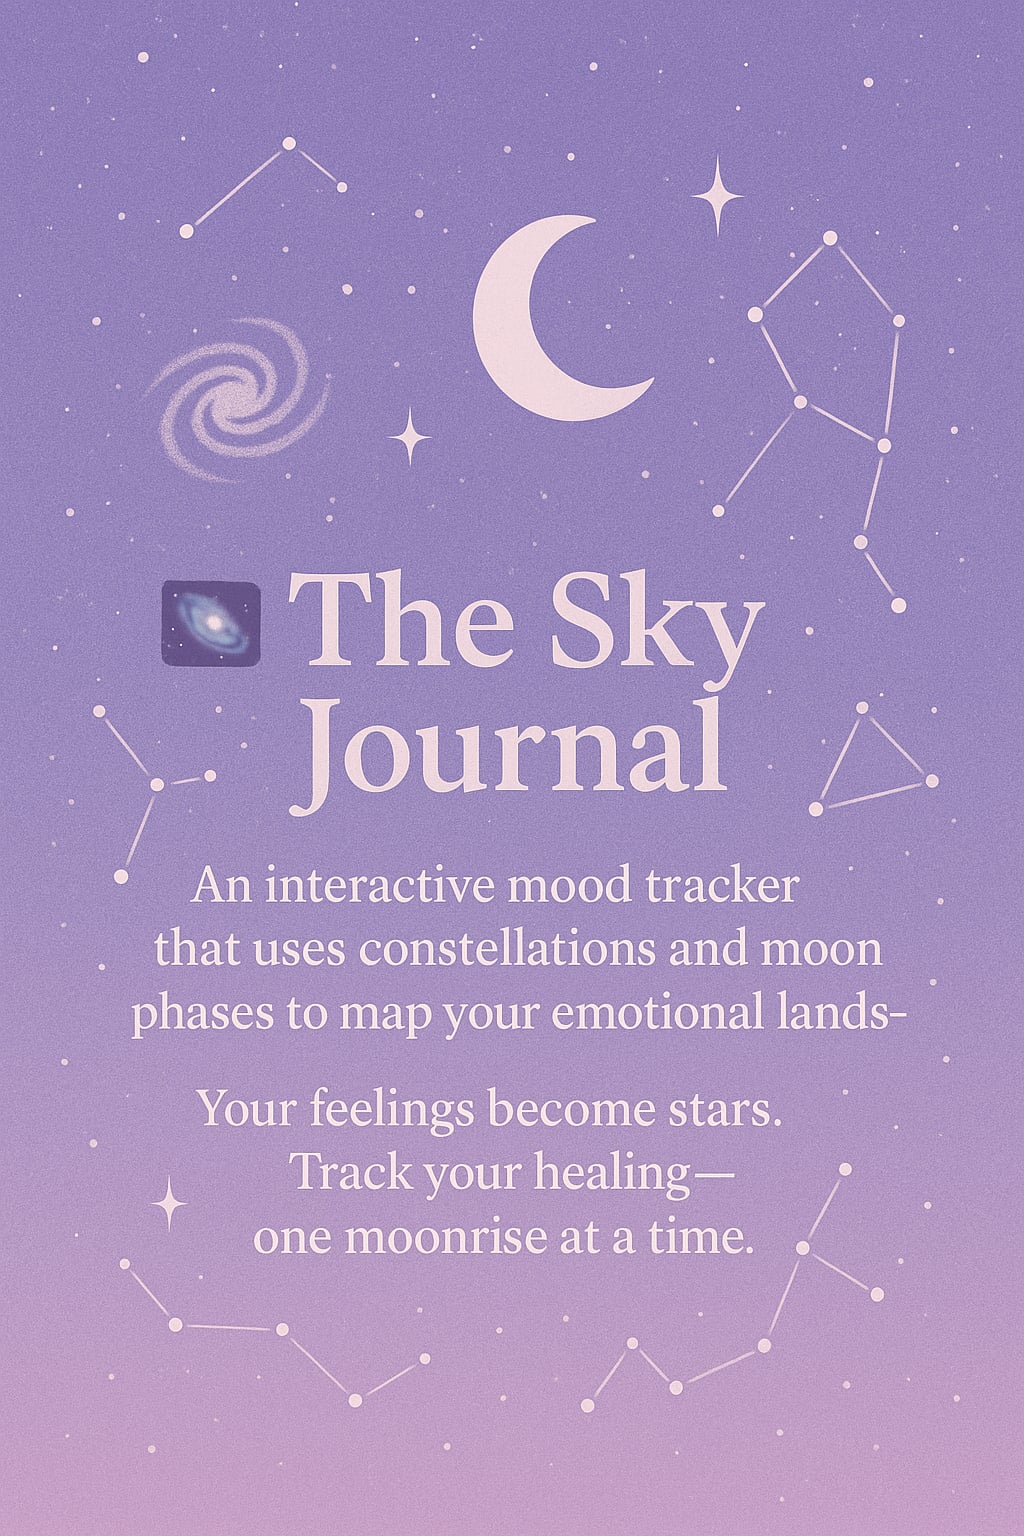 The Sky
Journal
An interactive mood tracker
that uses constellations and moon
phases to map your emotional lands-
Your feelings become stars.
Track your healing—
one moonrise at a time.